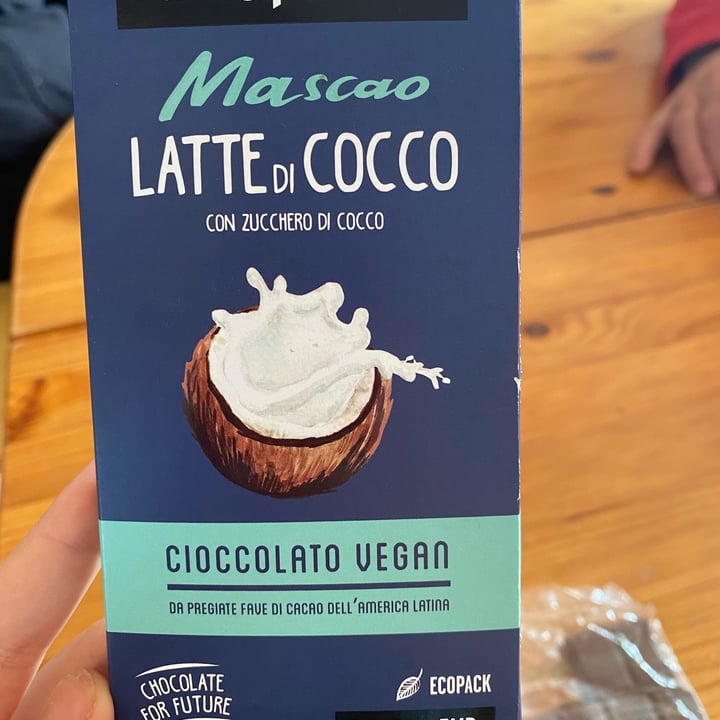 Mascao
LATTE DI COCCO
CON ZUCCHERO DI COCCO
CIOCCOLATO VEGAN
DA PREGIATE FAVE DI CACAO DELL'AMERICA LATINA
CHOCOLATE
FOR FUTURE
ECOPACK